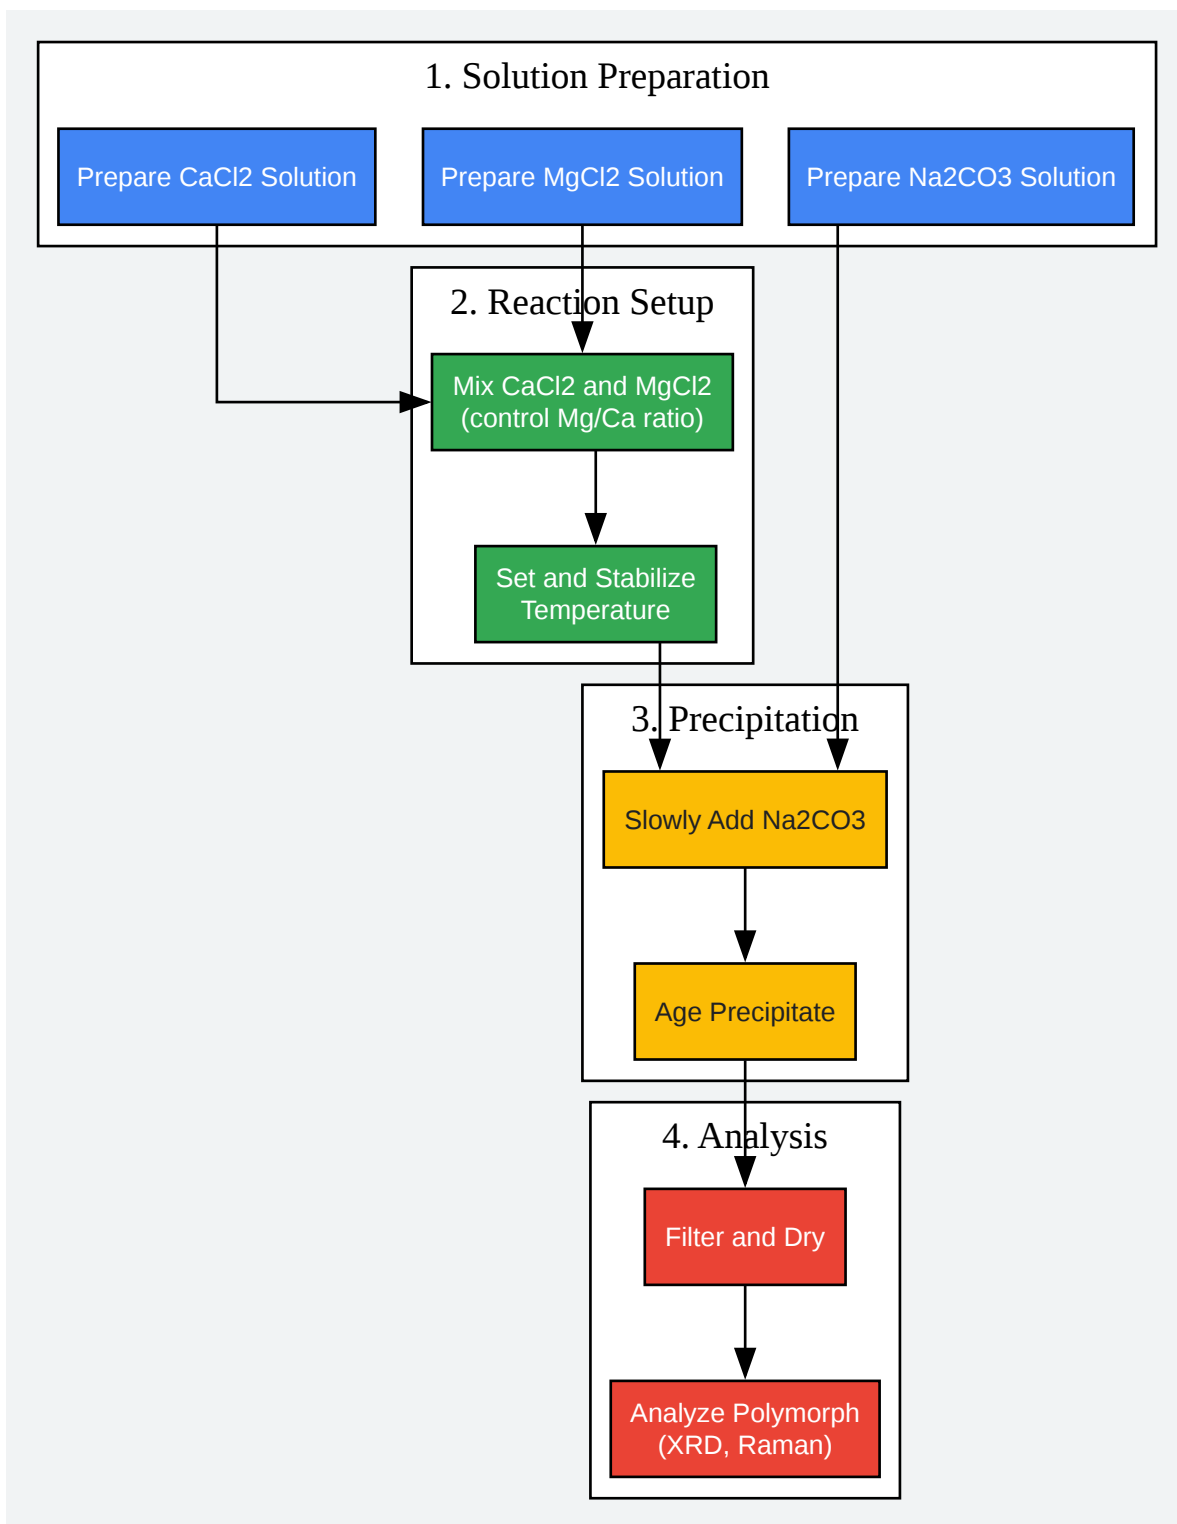 1. Solution Preparation
Prepare CaCl2 Solution
Prepare MgCl2 Solution
Prepare Na2CO3 Solution
2. Reaction Setup
Mix CaCl2 and MgCl2
(control Mg/Ca ratio)
Set and Stabilize
Temperature
3. Precipitation
Slowly Add Na2CO3
Age Precipitate
4. Analysis
Filter and Dry
Analyze Polymorph
(XRD, Raman)